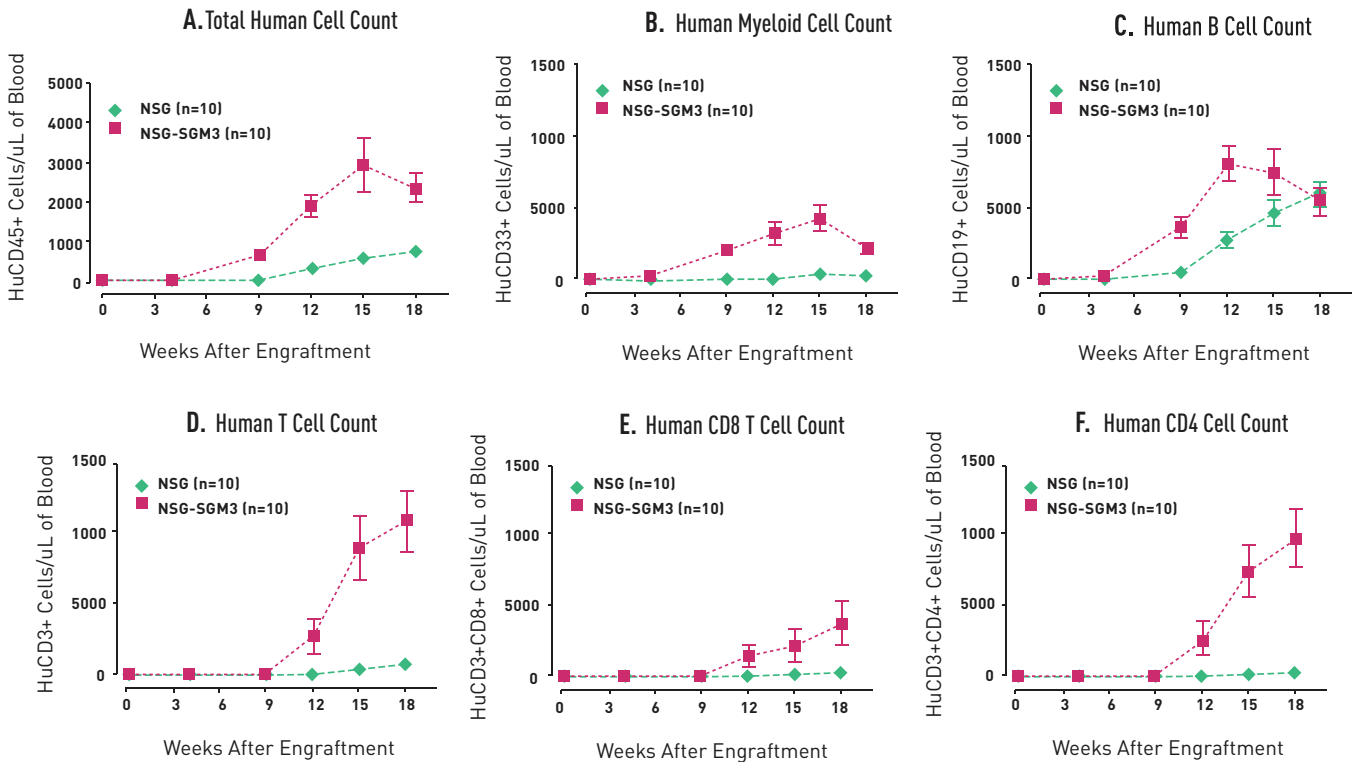 A. Total Human Cell Count
HuCD45+ Cells/uL of Blood
5000
4000
3000
2000
1000
0
NSG (n=10)
NSG-SGM3 (n=10)
0 3 6 9 12 15 18
Weeks After Engraftment
B. Human Myeloid Cell Count
HuCD33+ Cells/uL of Blood
1500
1000
5000
0
NSG (n=10)
NSG-SGM3 (n=10)
0 3 6 9 12 15 18
Weeks After Engraftment
C. Human B Cell Count
HuCD19+ Cells/uL of Blood
1500
1000
5000
0
NSG (n=10)
NSG-SGM3 (n=10)
0 3 6 9 12 15 18
Weeks After Engraftment
D. Human T Cell Count
HuCD3+ Cells/uL of Blood
1500
1000
5000
0
NSG (n=10)
NSG-SGM3 (n=10)
0 3 6 9 12 15 18
Weeks After Engraftment
E. Human CD8 T Cell Count
HuCD3+CD8+ Cells/uL of Blood
1500
1000
5000
0
NSG (n=10)
NSG-SGM3 (n=10)
0 3 6 9 12 15 18
Weeks After Engraftment
F. Human CD4 Cell Count
HuCD3+CD4+ Cells/uL of Blood
1500
1000
5000
0
NSG (n=10)
NSG-SGM3 (n=10)
0 3 6 9 12 15 18
Weeks After Engraftment